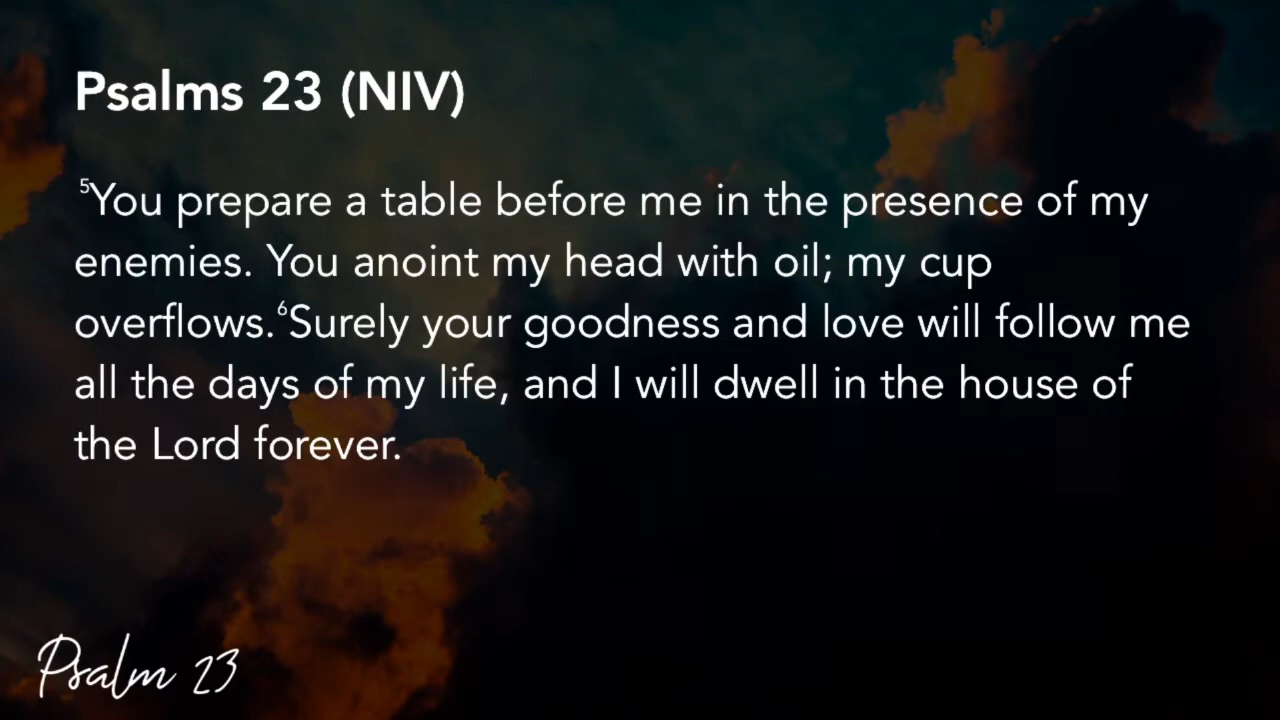 Psalms 23 (NIV)
⁵You prepare a table before me in the presence of my
enemies. You anoint my head with oil; my cup
overflows.⁶Surely your goodness and love will follow me
all the days of my life, and I will dwell in the house of
the Lord forever.
Psalm 23